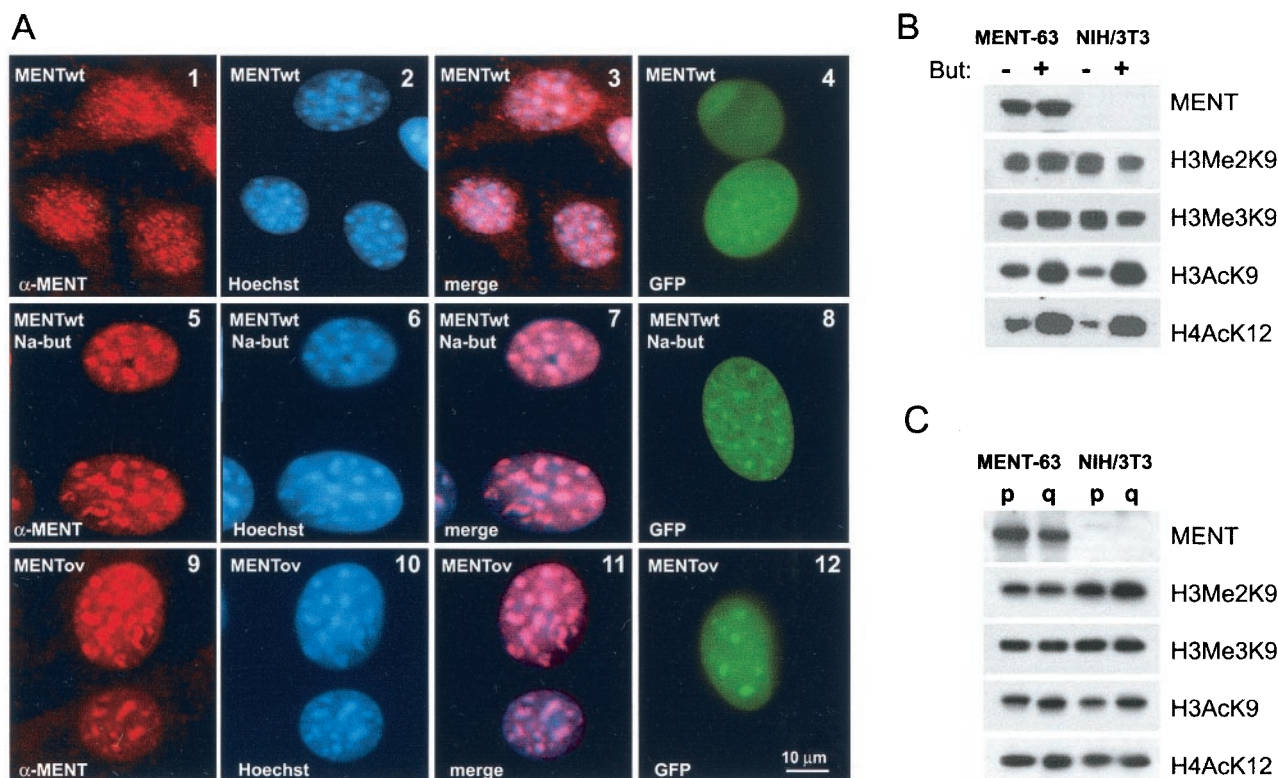 A
MENTwt 1
α-MENT
MENTwt 2
Hoechst
MENTwt 3
merge
MENTwt 4
GFP
MENTwt 5
Na-but
α-MENT
MENTwt 6
Na-but
Hoechst
MENTwt 7
Na-but
merge
MENTwt 8
Na-but
GFP
MENTov 9
α-MENT
MENTov 10
Hoechst
MENTov 11
merge
MENTov 12
10 μm
GFP
B
MENT-63 NIH/3T3
But: - + - +
MENT
H3Me2K9
H3Me3K9
H3AcK9
H4AcK12
C
MENT-63 NIH/3T3
p q p q
MENT
H3Me2K9
H3Me3K9
H3AcK9
H4AcK12